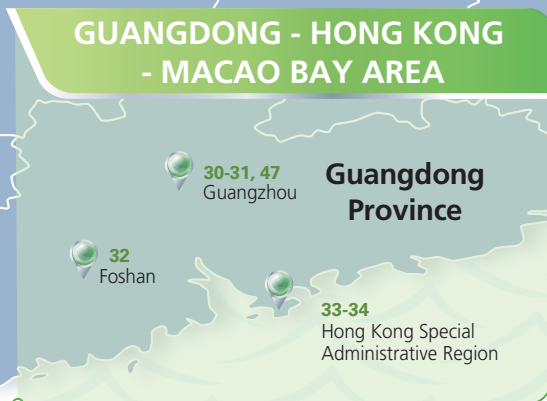 GUANGDONG - HONG KONG
- MACAO BAY AREA
30-31, 47
Guangzhou
Guangdong
Province
32
Foshan
33-34
Hong Kong Special
Administrative Region